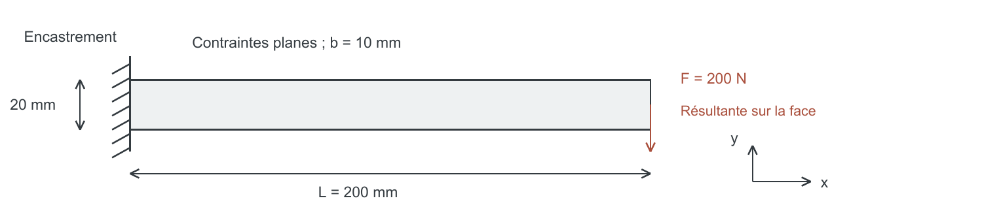 Encastrement
Contraintes planes ; b = 10 mm
F = 200 N
20 mm
Résultante sur la face
y
x
L = 200 mm